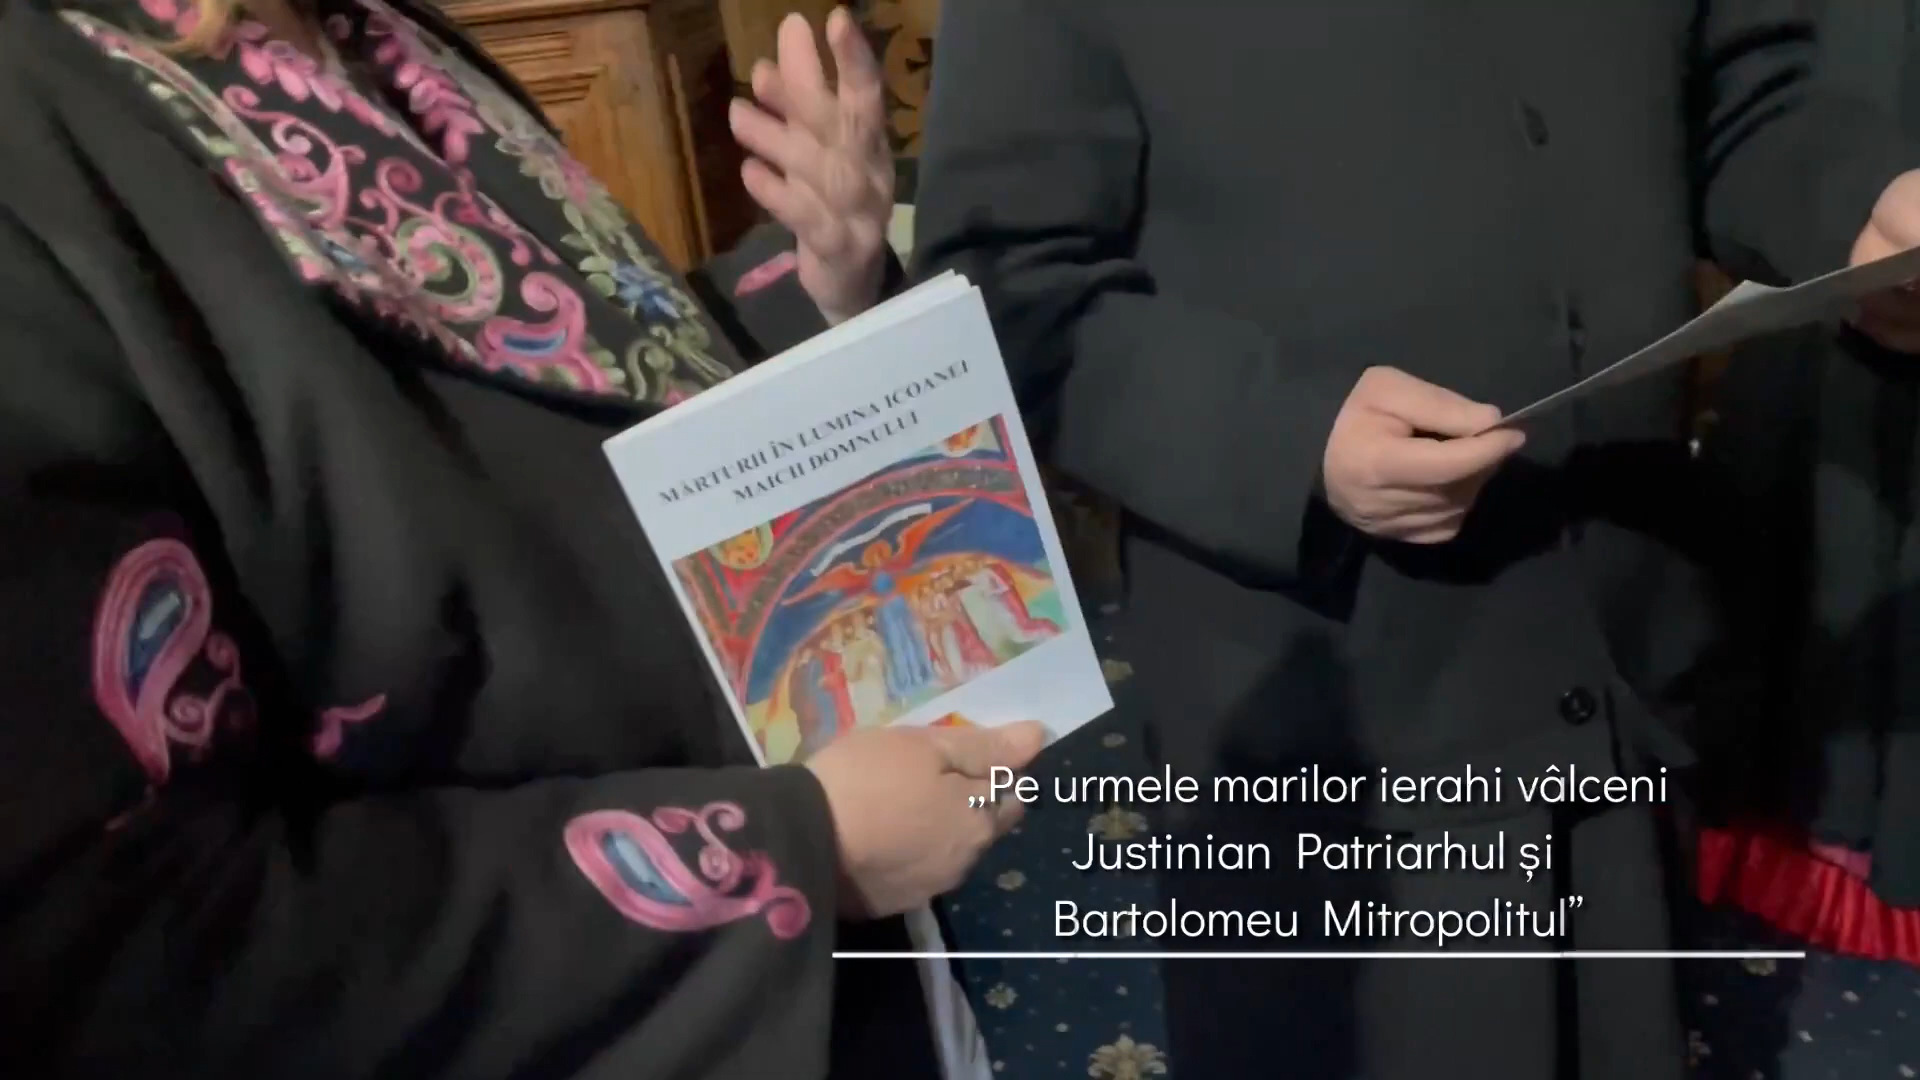 MĂRTURII ÎN LUMINA ICOANEI
MAICII DOMNULUI
„Pe urmele marilor ierahi vâlceni
Justinian Patriarhul și
Bartolomeu Mitropolitul”